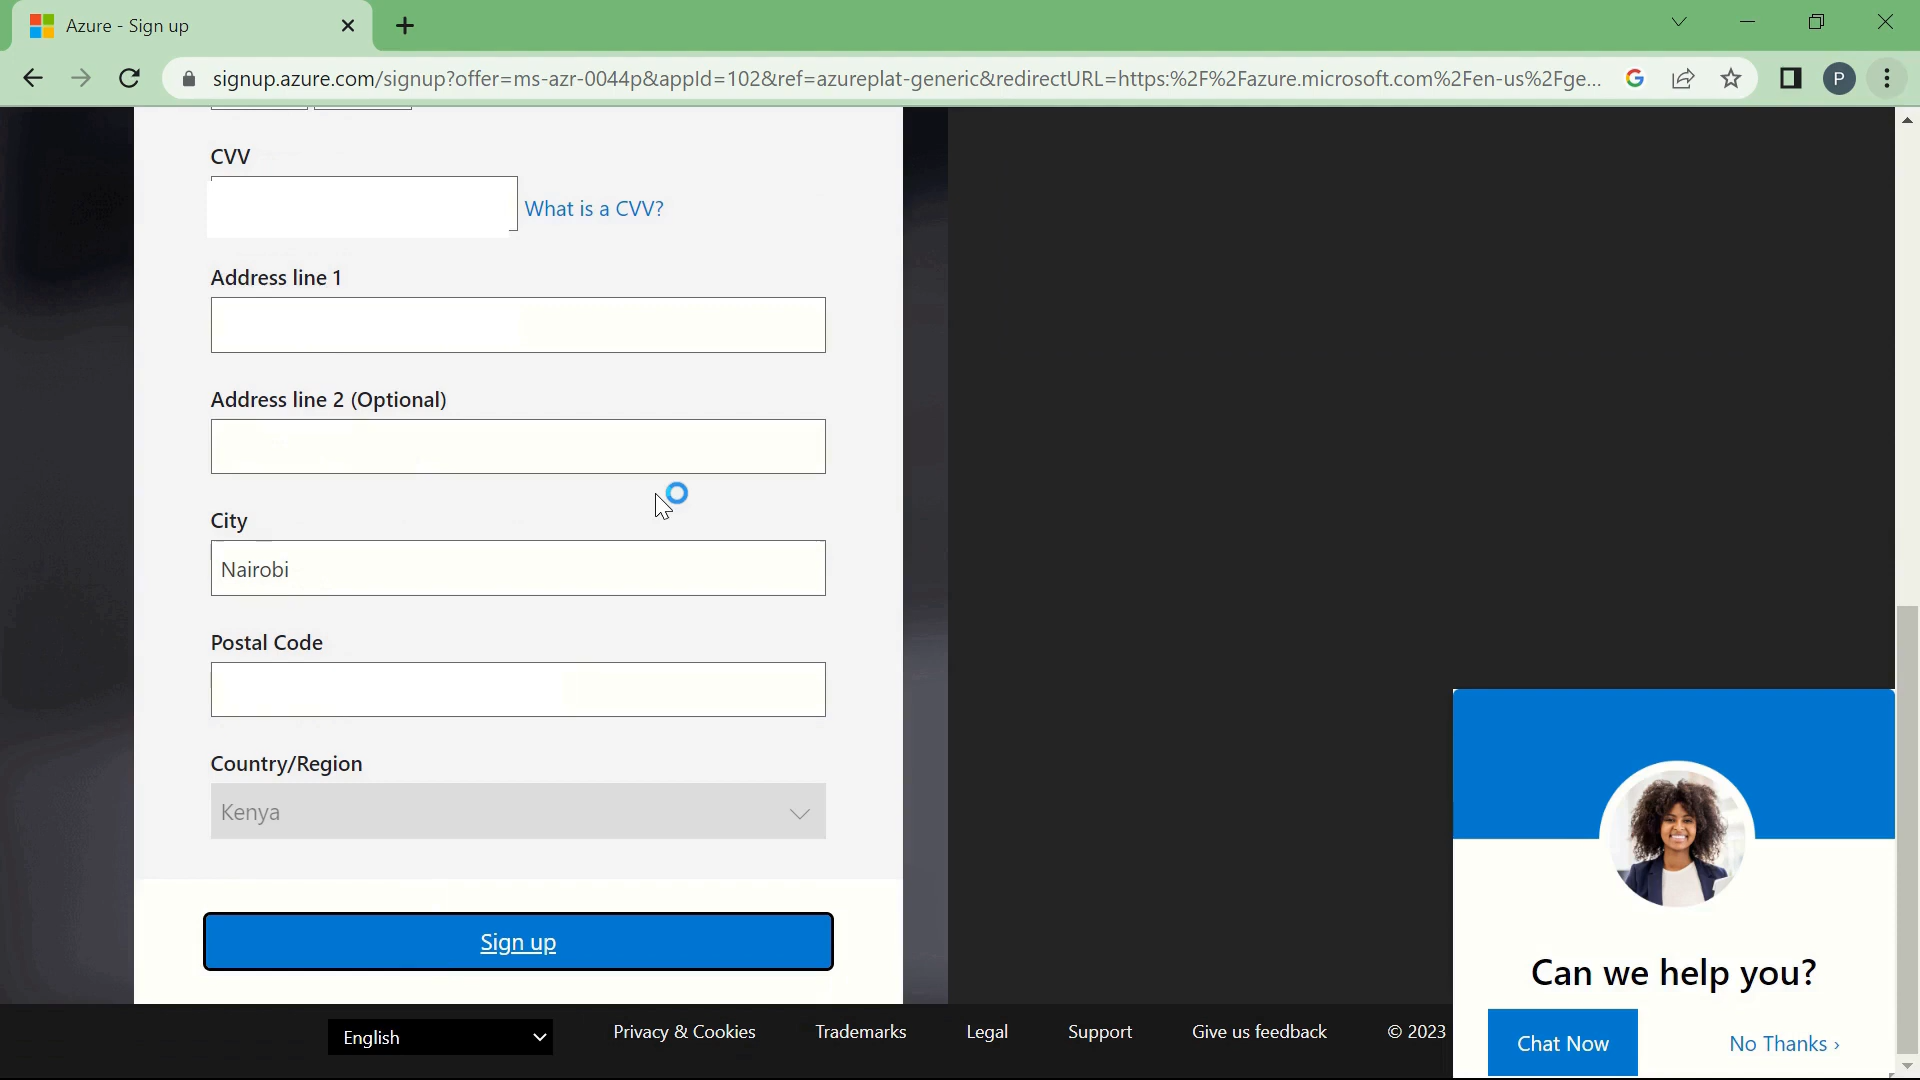 Azure - Sign up
signup.azure.com/signup?offer=ms-azr-0044p&appId=102&ref=azureplat-generic&redirectURL=https:%2F%2Fazure.microsoft.com%2Fen-us%2Fge...
P
CVV
What is a CVV?
Address line 1
Address line 2 (Optional)
City
Nairobi
Postal Code
Country/Region
Kenya
Sign up
Can we help you?
Chat Now
No Thanks ›
English
Privacy & Cookies
Trademarks
Legal
Support
Give us feedback
© 2023